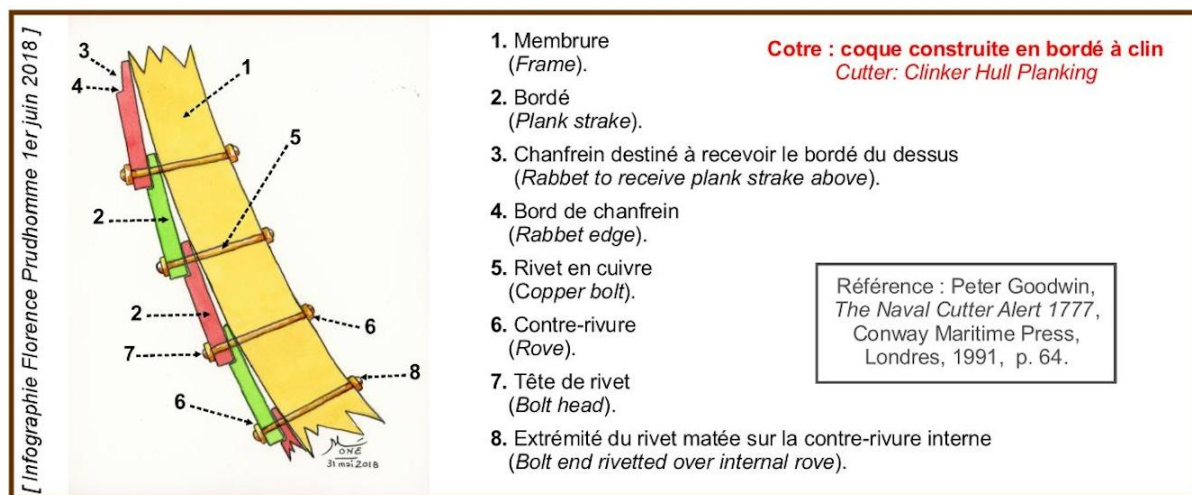 [ Infographie Florence Prudhomme 1er juin 2018 ]
3
4
1
5
2
2
6
7
8
6
MONÉ
31 mai 2018
1. Membrure
(Frame).
2. Bordé
(Plank strake).
3. Chanfrein destiné à recevoir le bordé du dessus
(Rabbet to receive plank strake above).
4. Bord de chanfrein
(Rabbet edge).
5. Rivet en cuivre
(Copper bolt).
6. Contre-rivure
(Rove).
7. Tête de rivet
(Bolt head).
8. Extrémité du rivet matée sur la contre-rivure interne
(Bolt end rivetted over internal rove).
Cotre : coque construite en bordé à clin
Cutter: Clinker Hull Planking
Référence : Peter Goodwin,
The Naval Cutter Alert 1777,
Conway Maritime Press,
Londres, 1991, p. 64.